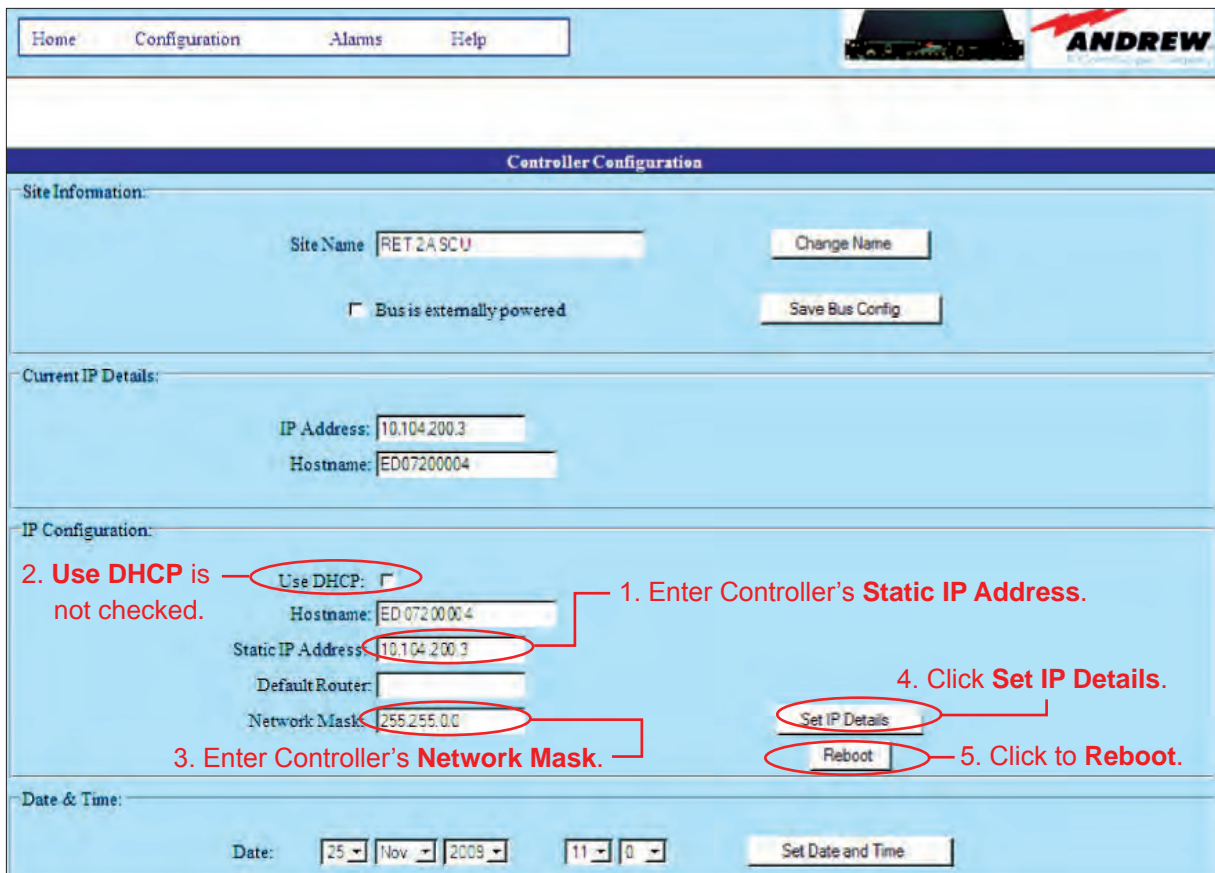 Home Configuration Alarms Help
ANDREW
Controller Configuration
Site Information:
Site Name RET 2A SCU Change Name
Bus is externally powered Save Bus Config
Current IP Details:
IP Address: 10.104.200.3
Hostname: ED07200004
IP Configuration:
2. Use DHCP is
not checked.
Use DHCP:
1. Enter Controller’s Static IP Address.
Hostname: ED07200004
Static IP Address: 10.104.200.3
Default Router:
4. Click Set IP Details.
Network Mask: 255.255.0.0 Set IP Details
3. Enter Controller’s Network Mask.
Reboot 5. Click to Reboot.
Date & Time:
Date: 25 Nov 2009 11 0 Set Date and Time